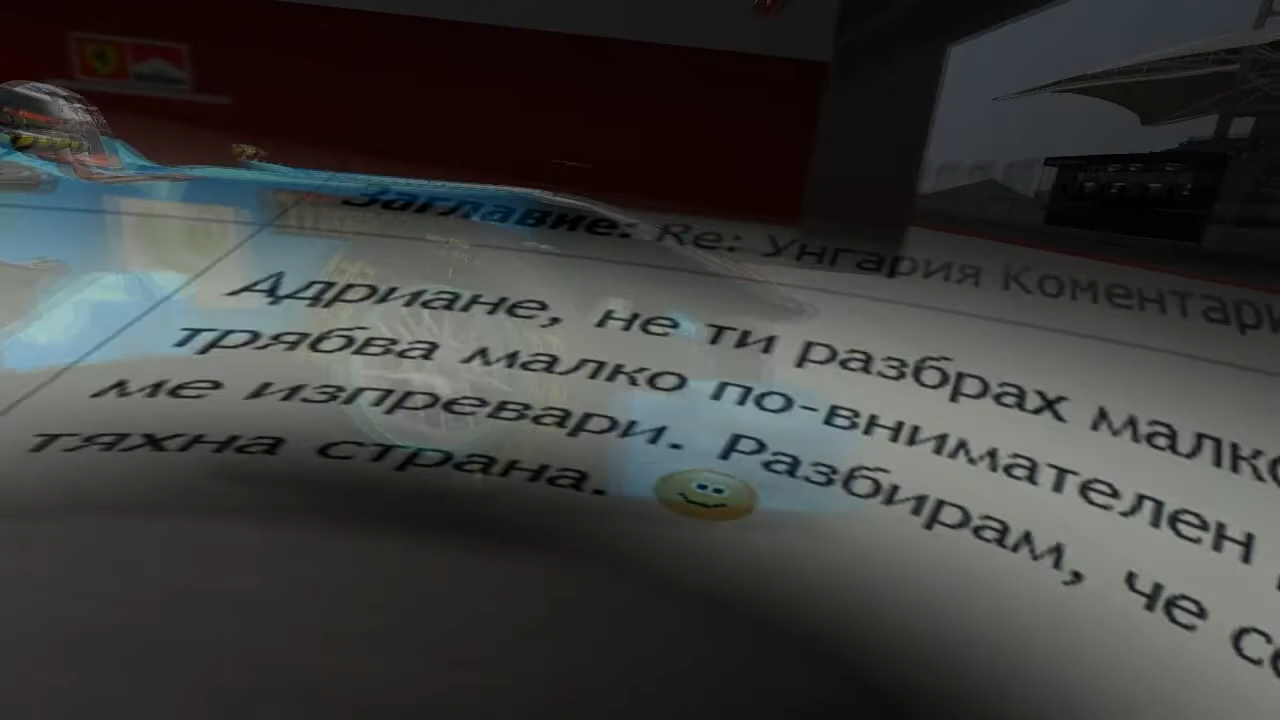 Заглавие: Re: Унгария Коментари
Адриане, не ти разбрах малко
трябва малко по-внимателен
ме изпревари. Разбирам, че
тяхна страна.